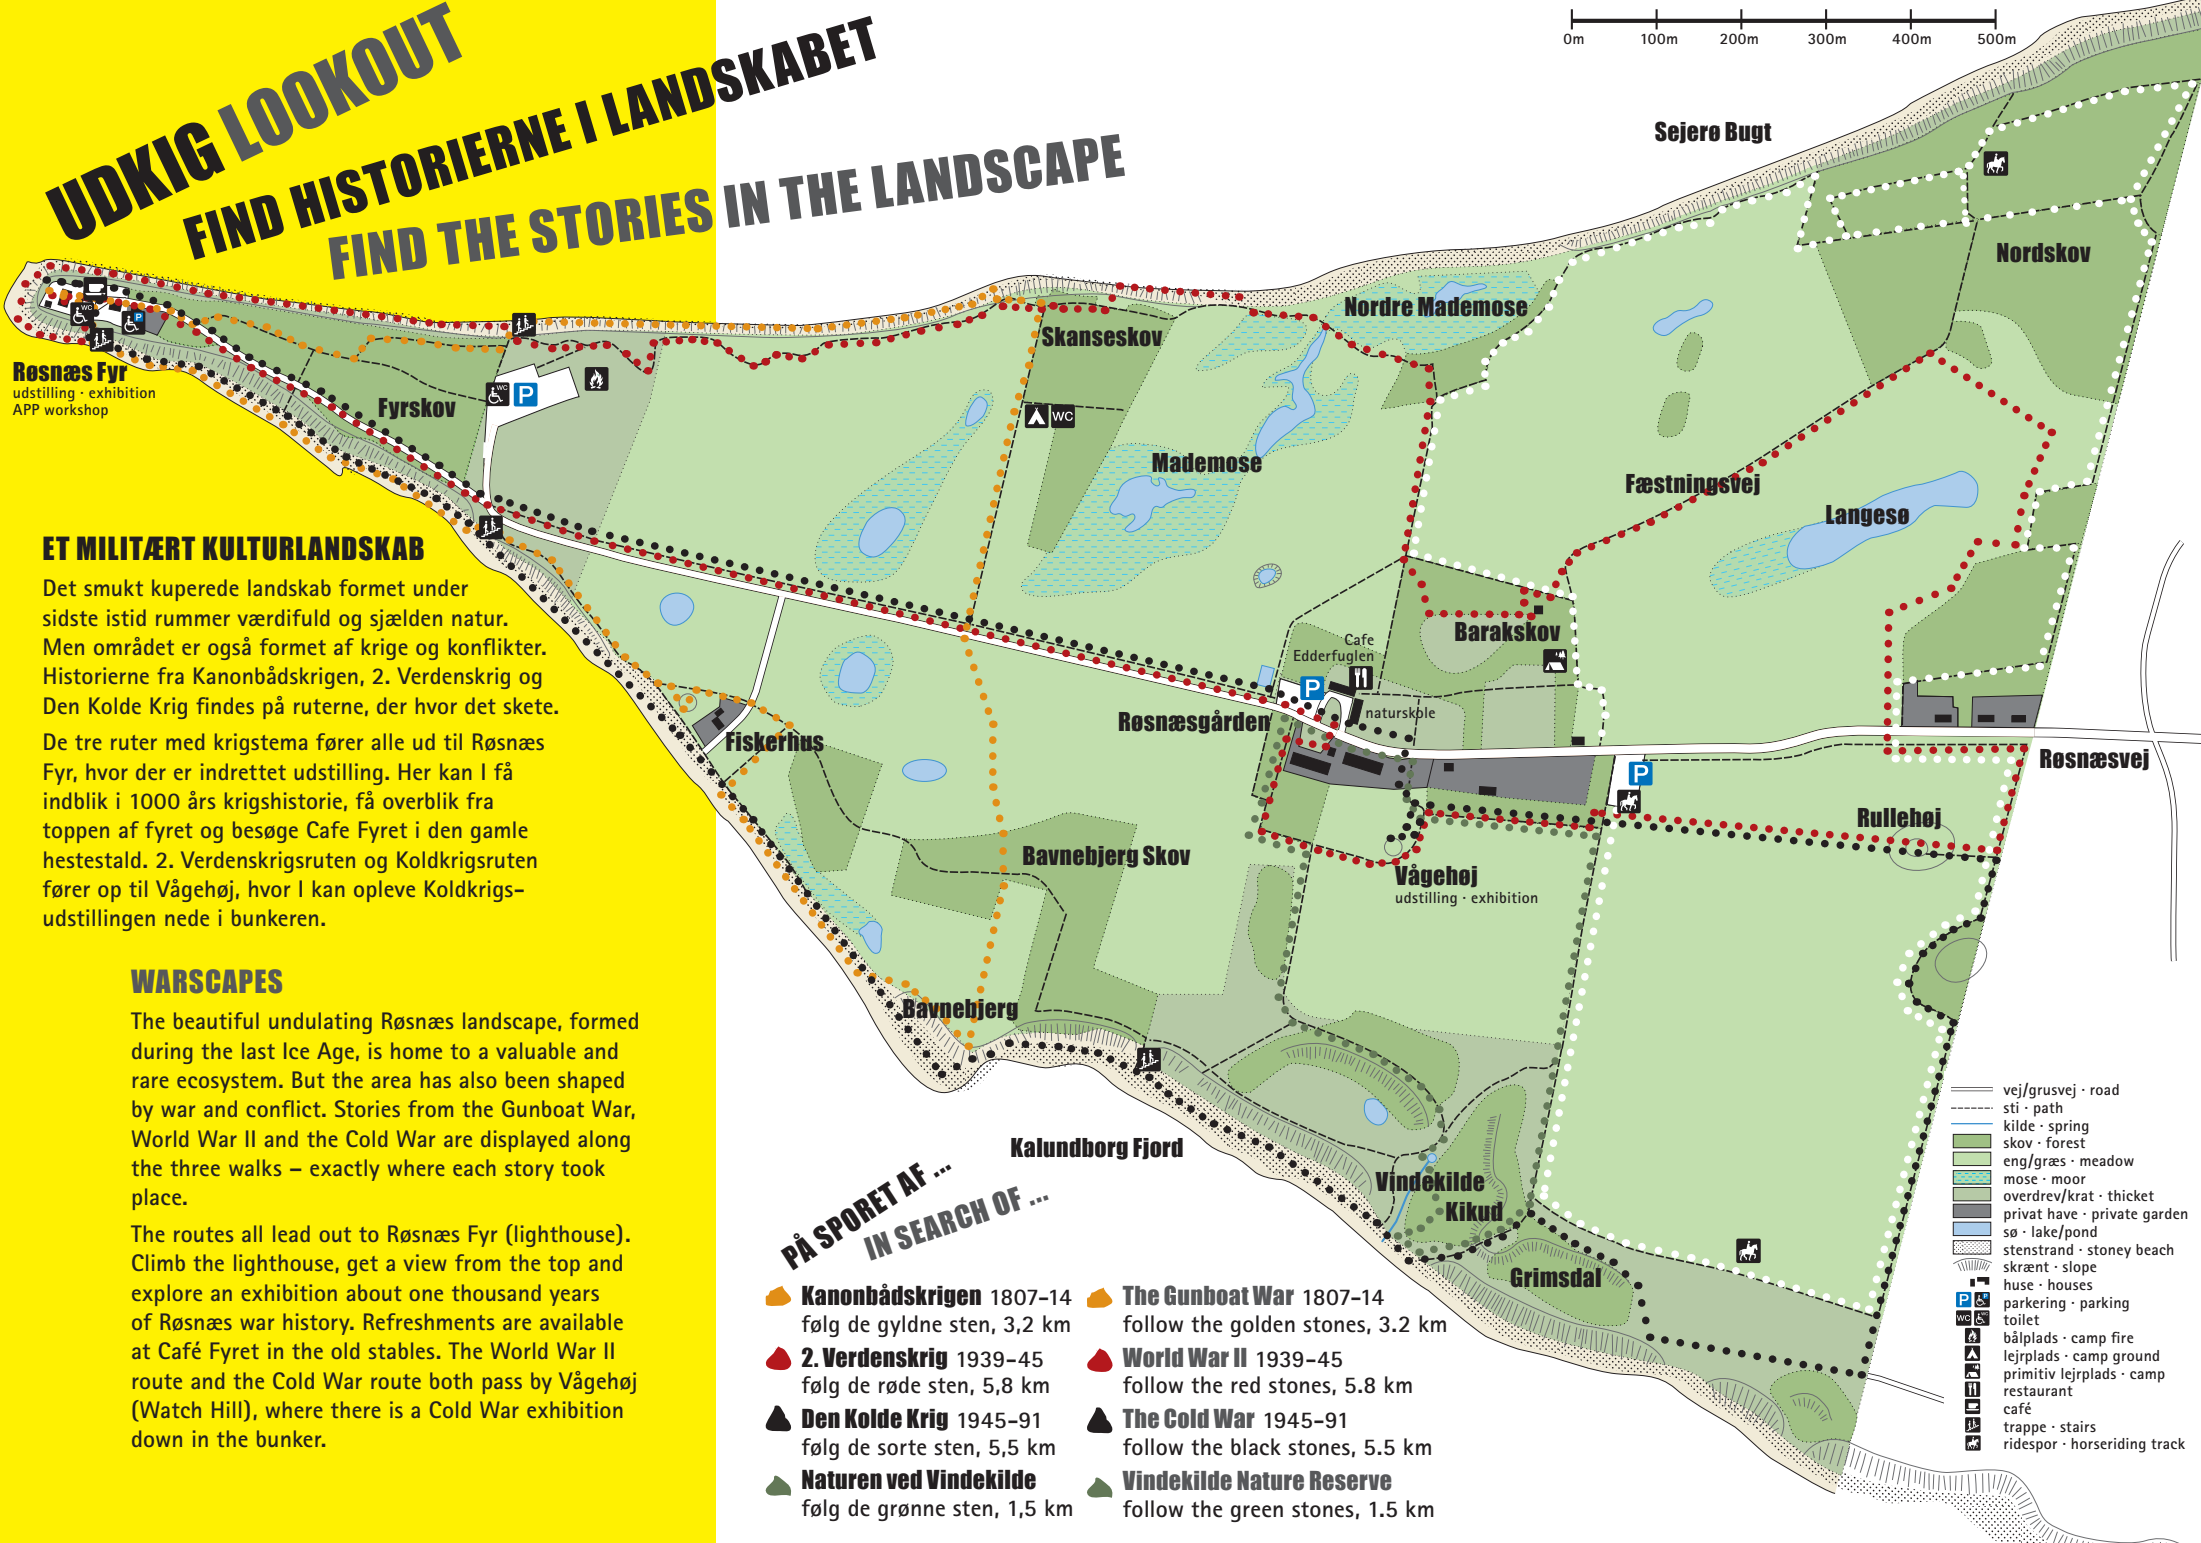 UDKIG LOOKOUT
FIND HISTORIERNE I LANDSKABET
FIND THE STORIES IN THE LANDSCAPE
0m 100m 200m 300m 400m 500m
Sejerø Bugt
Nordskov
Nordre Mademose
Skanseskov
WC
P
Røsnæs Fyr
udstilling · exhibition
APP workshop
Fyrskov
WC
P
WC
Mademose
Fæstningsvej
Langesø
Barakskov
Cafe
Edderfuglen
P
naturskole
Røsnæsgården
Fiskerhus
Røsnæsvej
P
Rullehøj
Bavnebjerg Skov
Vågehøj
udstilling · exhibition
Bavnebjerg
Kalundborg Fjord
Vindekilde
Kikud
Grimsdal
ET MILITÆRT KULTURLANDSKAB
Det smukt kuperede landskab formet under
sidste istid rummer værdifuld og sjælden natur.
Men området er også formet af krige og konflikter.
Historierne fra Kanonbådskrigen, 2. Verdenskrig og
Den Kolde Krig findes på ruterne, der hvor det skete.
De tre ruter med krigstema fører alle ud til Røsnæs
Fyr, hvor der er indrettet udstilling. Her kan I få
indblik i 1000 års krigshistorie, få overblik fra
toppen af fyret og besøge Cafe Fyret i den gamle
hestestald. 2. Verdenskrigsruten og Koldkrigsruten
fører op til Vågehøj, hvor I kan opleve Koldkrigs-
udstillingen nede i bunkeren.
WARSCAPES
The beautiful undulating Røsnæs landscape, formed
during the last Ice Age, is home to a valuable and
rare ecosystem. But the area has also been shaped
by war and conflict. Stories from the Gunboat War,
World War II and the Cold War are displayed along
the three walks – exactly where each story took
place.
The routes all lead out to Røsnæs Fyr (lighthouse).
Climb the lighthouse, get a view from the top and
explore an exhibition about one thousand years
of Røsnæs war history. Refreshments are available
at Café Fyret in the old stables. The World War II
route and the Cold War route both pass by Vågehøj
(Watch Hill), where there is a Cold War exhibition
down in the bunker.
PÅ SPORET AF ...
IN SEARCH OF ...
Kanonbådskrigen 1807–14
følg de gyldne sten, 3,2 km
2. Verdenskrig 1939–45
følg de røde sten, 5,8 km
Den Kolde Krig 1945–91
følg de sorte sten, 5,5 km
Naturen ved Vindekilde
følg de grønne sten, 1,5 km
The Gunboat War 1807–14
follow the golden stones, 3.2 km
World War II 1939–45
follow the red stones, 5.8 km
The Cold War 1945–91
follow the black stones, 5.5 km
Vindekilde Nature Reserve
follow the green stones, 1.5 km
vej/grusvej · road
sti · path
kilde · spring
skov · forest
eng/græs · meadow
mose · moor
overdrev/krat · thicket
privat have · private garden
sø · lake/pond
stenstrand · stoney beach
skrænt · slope
huse · houses
P P parkering · parking
WC WC toilet
bålplads · camp fire
lejrplads · camp ground
primitiv lejrplads · camp
restaurant
café
trappe · stairs
ridespor · horseriding track